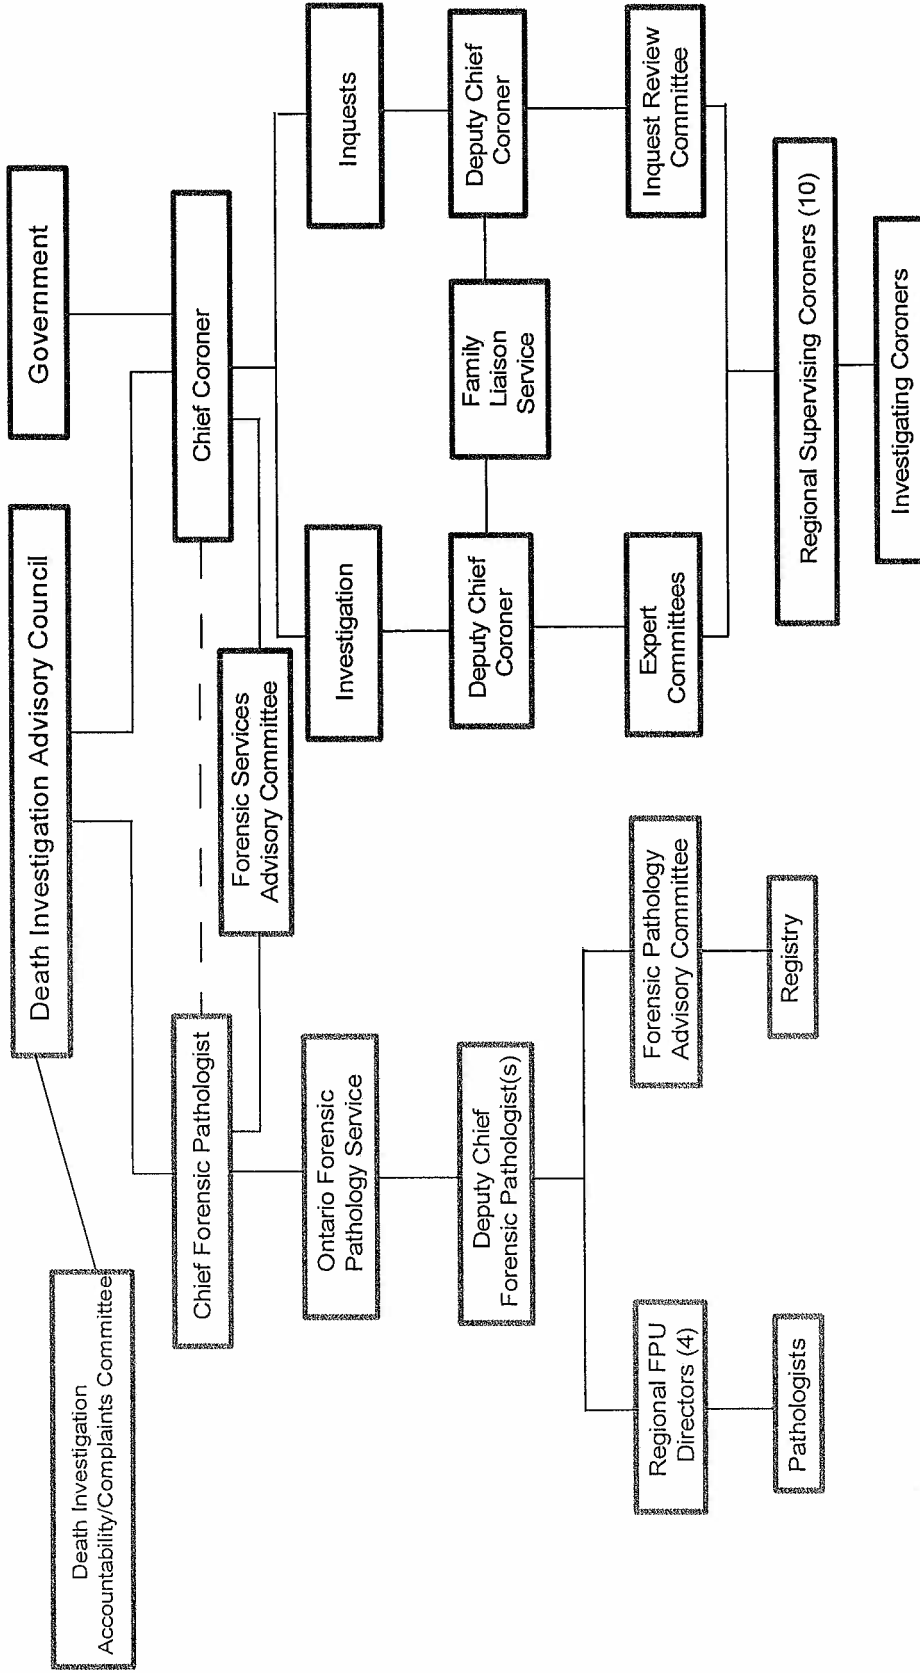 Death Investigation
Accountability/Complaints Committee
Death Investigation Advisory Council
Government
Chief Forensic Pathologist
Chief Coroner
Forensic Services
Advisory Committee
Ontario Forensic
Pathology Service
Investigation
Inquests
Deputy Chief
Forensic Pathologist(s)
Deputy Chief
Coroner
Family
Liaison
Service
Deputy Chief
Coroner
Regional FPU
Directors (4)
Forensic Pathology
Advisory Committee
Expert
Committees
Inquest Review
Committee
Pathologists
Registry
Regional Supervising Coroners (10)
Investigating Coroners